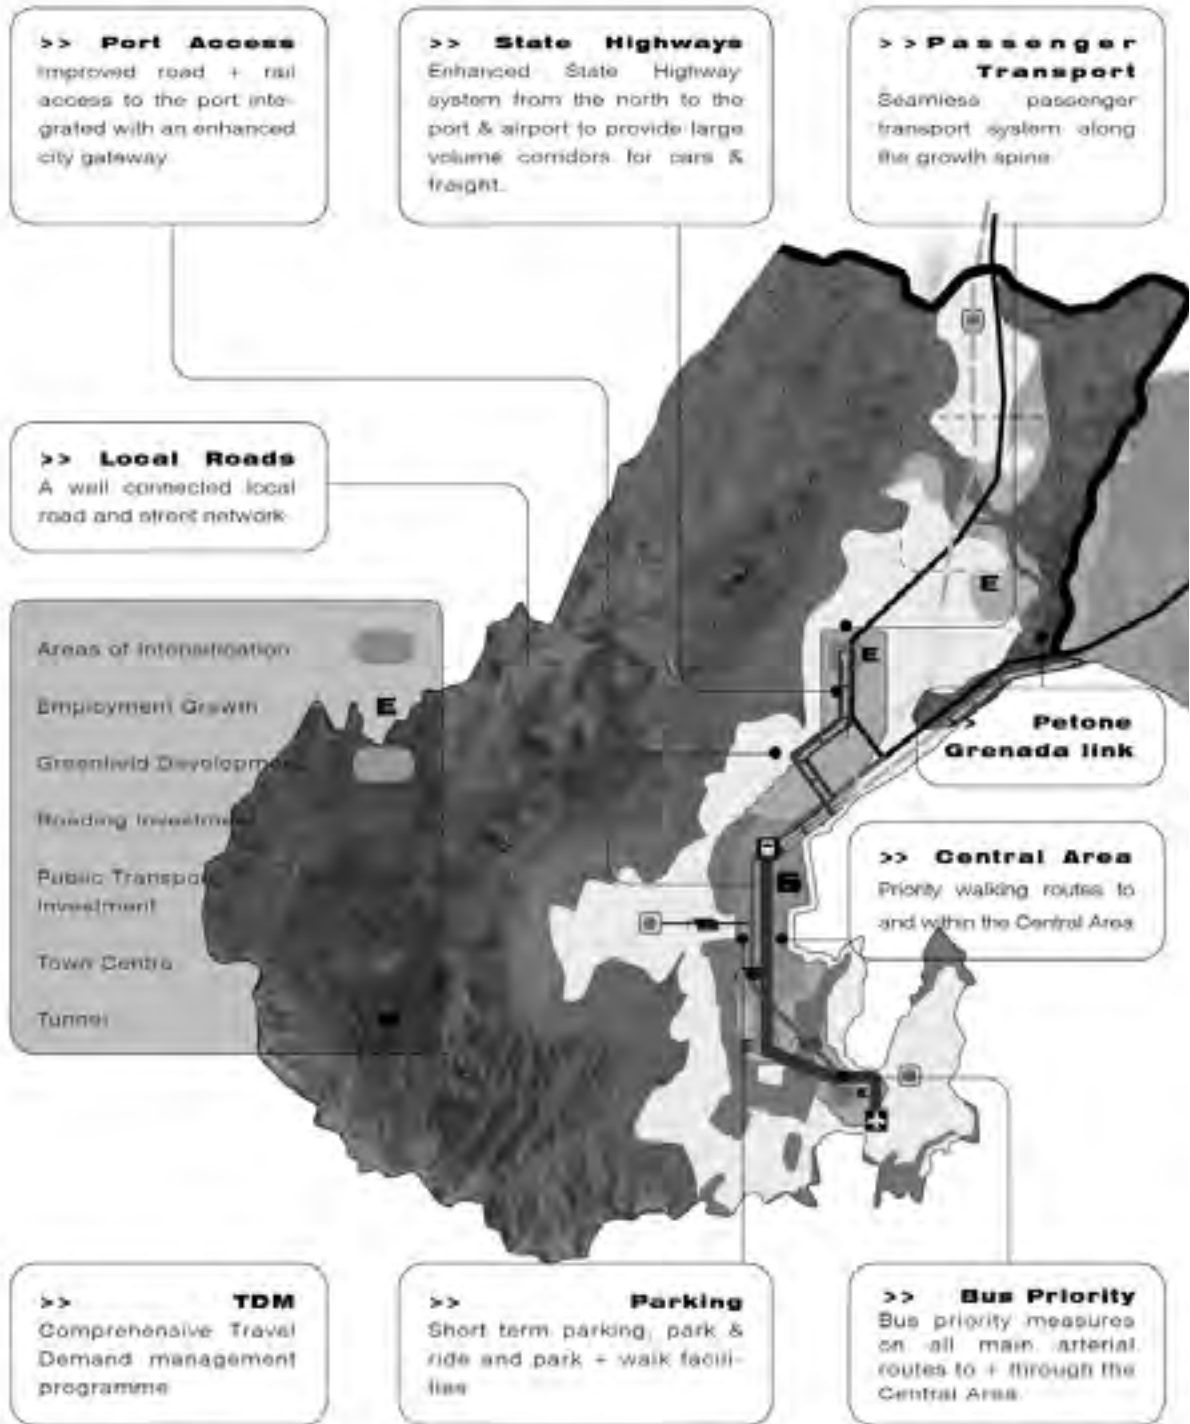 >> Port Access
Improved road + rail
access to the port inte-
grated with an enhanced
city gateway
>> State Highways
Enhanced State Highway
system from the north to the
port & airport to provide large
volume corridors for cars &
fraight.
>> Passenger
Transport
Seamless passenger
transport system along
the growth spine
>> Local Roads
A well connected local
road and street network
Areas of Intensification
Employment Growth E
Greenfield Developme
Roading Investme
Public Transpo
Investment
Town Centre
Tunnel
E
E
>> Petone
Grenada link
>> Central Area
Priority walking routes to
and within the Central Area
E
E
>> TDM
Comprehensive Travel
Demand management
programme
>> Parking
Short term parking, park &
ride and park + walk facili-
ties
>> Bus Priority
Bus priority measures
on all main arterial
routes to + through the
Central Area